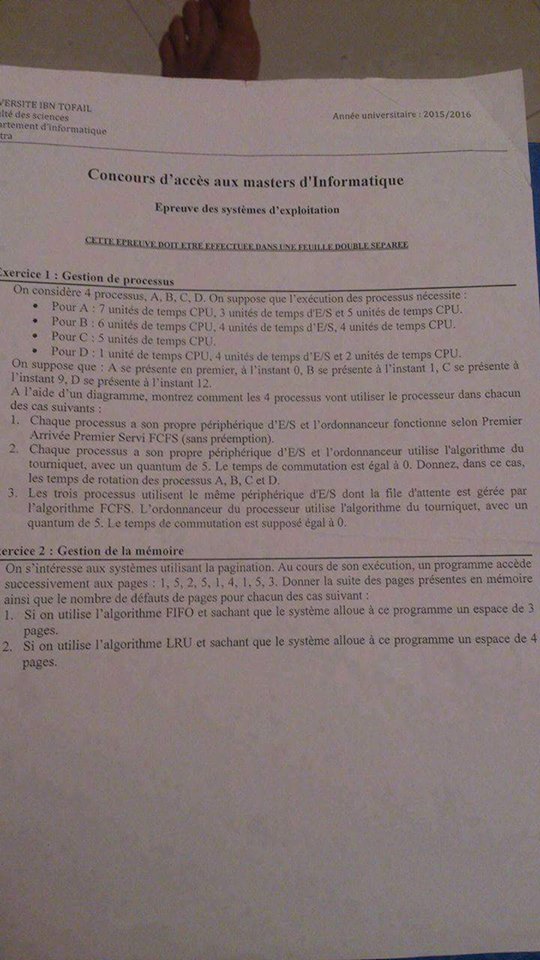 VERSITE IBN TOFAIL
ulté des sciences
artement d'informatique
tra
Année universitaire : 2015/2016
Concours d'accès aux masters d'Informatique
Epreuve des systèmes d'exploitation
CETTE EPREUVE DOIT ETRE EFFECTUEE DANS UNE FEUILLE DOUBLE SEPAREE
Exercice 1 : Gestion de processus
On considère 4 processus, A, B, C, D. On suppose que l'exécution des processus nécessite :
• Pour A : 7 unités de temps CPU, 3 unités de temps d'E/S et 5 unités de temps CPU.
• Pour B : 6 unités de temps CPU, 4 unités de temps d'E/S, 4 unités de temps CPU.
• Pour C : 5 unités de temps CPU.
• Pour D : 1 unité de temps CPU, 4 unités de temps d'E/S et 2 unités de temps CPU.
On suppose que : A se présente en premier, à l'instant 0, B se présente à l'instant 1, C se présente à
l'instant 9, D se présente à l'instant 12.
A l'aide d'un diagramme, montrez comment les 4 processus vont utiliser le processeur dans chacun
des cas suivants :
1. Chaque processus a son propre périphérique d'E/S et l'ordonnanceur fonctionne selon Premier
Arrivée Premier Servi FCFS (sans préemption).
2. Chaque processus a son propre périphérique d'E/S et l'ordonnanceur utilise l'algorithme du
tourniquet, avec un quantum de 5. Le temps de commutation est égal à 0. Donnez, dans ce cas,
les temps de rotation des processus A, B, C et D.
3. Les trois processus utilisent le même périphérique d'E/S dont la file d'attente est gérée par
l'algorithme FCFS. L'ordonnanceur du processeur utilise l'algorithme du tourniquet, avec un
quantum de 5. Le temps de commutation est supposé égal à 0.
ercice 2 : Gestion de la mémoire
On s'intéresse aux systèmes utilisant la pagination. Au cours de son exécution, un programme accède
successivement aux pages : 1, 5, 2, 5, 1, 4, 1, 5, 3. Donner la suite des pages présentes en mémoire
ainsi que le nombre de défauts de pages pour chacun des cas suivant :
1. Si on utilise l'algorithme FIFO et sachant que le système alloue à ce programme un espace de 3
pages.
2. Si on utilise l'algorithme LRU et sachant que le système alloue à ce programme un espace de 4
pages.